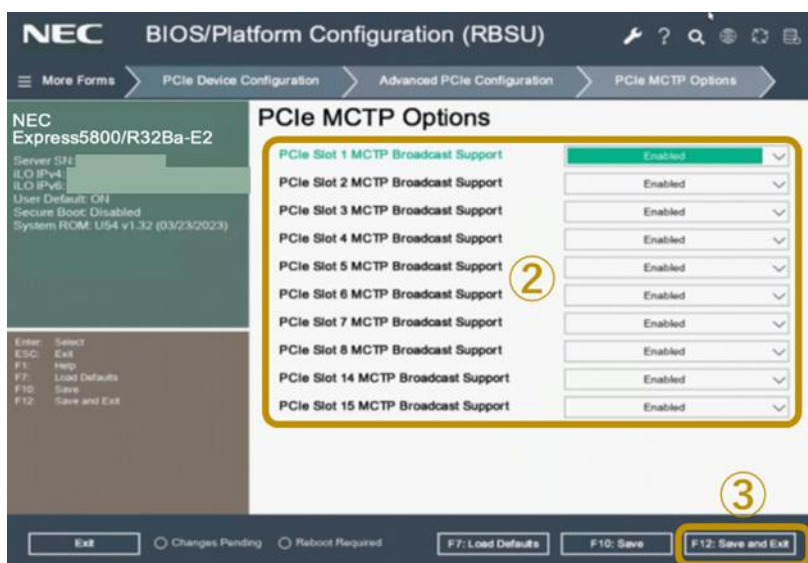 NEC BIOS/Platform Configuration (RBSU)
More Forms PCIe Device Configuration Advanced PCIe Configuration PCIe MCTP Options
NEC
Express5800/R32Ba-E2
Server SN:
iLO IPv4:
iLO IPv6:
User Default: ON
Secure Boot: Disabled
System ROM: U54 v1.32 (03/23/2023)
Enter: Select
ESC: Exit
F1: Help
F7: Load Defaults
F10: Save
F12: Save and Exit
PCIe MCTP Options
PCIe Slot 1 MCTP Broadcast Support Enabled
PCIe Slot 2 MCTP Broadcast Support Enabled
PCIe Slot 3 MCTP Broadcast Support Enabled
PCIe Slot 4 MCTP Broadcast Support Enabled
PCIe Slot 5 MCTP Broadcast Support Enabled
②
PCIe Slot 6 MCTP Broadcast Support Enabled
PCIe Slot 7 MCTP Broadcast Support Enabled
PCIe Slot 8 MCTP Broadcast Support Enabled
PCIe Slot 14 MCTP Broadcast Support Enabled
PCIe Slot 15 MCTP Broadcast Support Enabled
③
Exit Changes Pending Reboot Required F7: Load Defaults F10: Save F12: Save and Exit